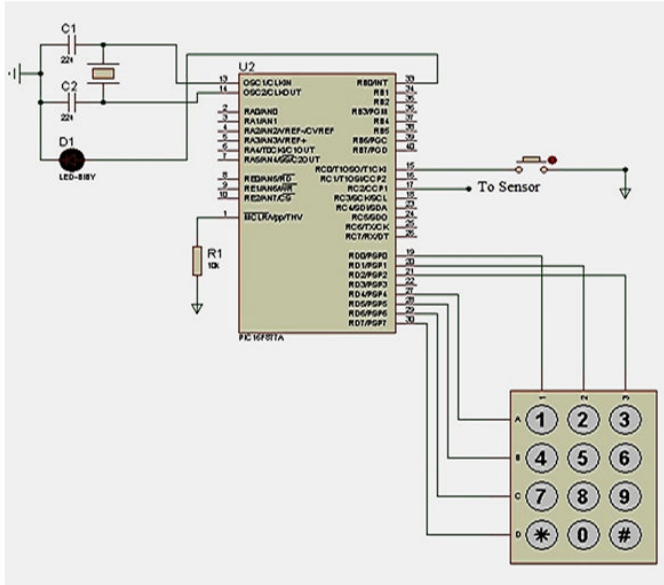 C1
22t
C2
22t
D1
LED-BIBY
U2
13 OSC1/CLKIN
14 OSC2/CLKOUT
2 RA0/AN0
3 RA1/AN1
4 RA2/AN2/VREF-/CVREF
5 RA3/AN3/VREF+
6 RA4/T0CKI/C1OUT
7 RA5/AN4/SS/C2OUT
8 RE0/AN5/RD
9 RE1/AN6/WR
10 RE2/AN7/CS
1 MCLR/Vpp/THV
RB0/INT 33
RB1 34
RB2 35
RB3/PGM 36
RB4 37
RB5 38
RB6/PGC 39
RB7/PGD 40
RC0/T1OSO/T1CKI 15
RC1/T1OSI/CCP2 16
RC2/CCP1 17
RC3/SCK/SCL 18
RC4/SDI/SDA 23
RC5/SDO 24
RC6/TX/CK 25
RC7/RX/DT 26
RD0/PSP0 19
RD1/PSP1 20
RD2/PSP2 21
RD3/PSP3 22
RD4/PSP4 27
RD5/PSP5 28
RD6/PSP6 29
RD7/PSP7 30
PIC16F877A
To Sensor
R1
10k
1 2 3
A 1 2 3
B 4 5 6
C 7 8 9
D * 0 #